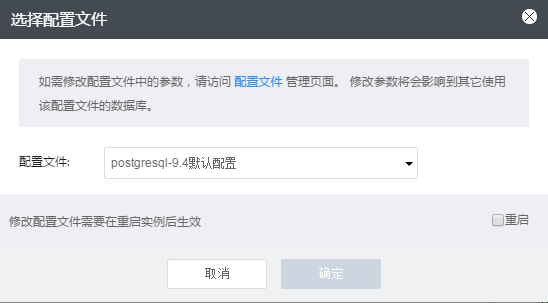 选择配置文件
如需修改配置文件中的参数，请访问 配置文件 管理页面。 修改参数将会影响到其它使用
该配置文件的数据库。
配置文件:
postgresql-9.4默认配置
修改配置文件需要在重启实例后生效
重启
取消
确定